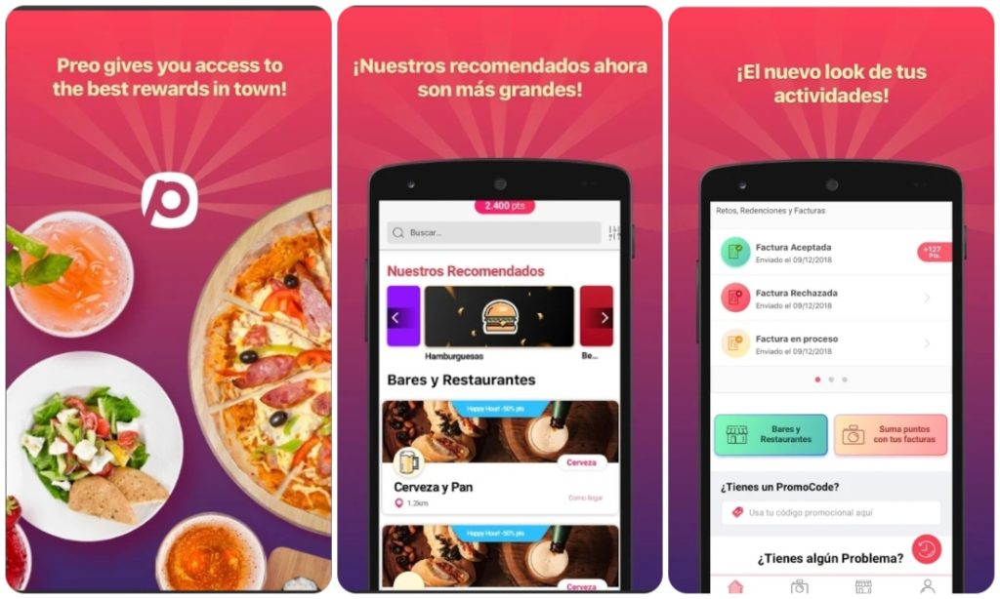 Preo gives you access to
the best rewards in town!
¡Nuestros recomendados ahora
son más grandes!
2.400 pts
Buscar...
Nuestros Recomendados
Hamburguesas
Be...
Bares y Restaurantes
Happy Hour! -50% pts
Cerveza
Cerveza y Pan
1.2km
Como llegar
Happy Hour! -50% pts
Cerveza
¡El nuevo look de tus
actividades!
Retos, Redenciones y Facturas
Factura Aceptada
Enviado el 09/12/2018
+127
Pts.
Factura Rechazada
Enviado el 09/12/2018
Factura en proceso
Enviado el 09/12/2018
Bares y
Restaurantes
Suma puntos
con tus facturas
¿Tienes un PromoCode?
Usa tu código promocional aquí
¿Tienes algún Problema?